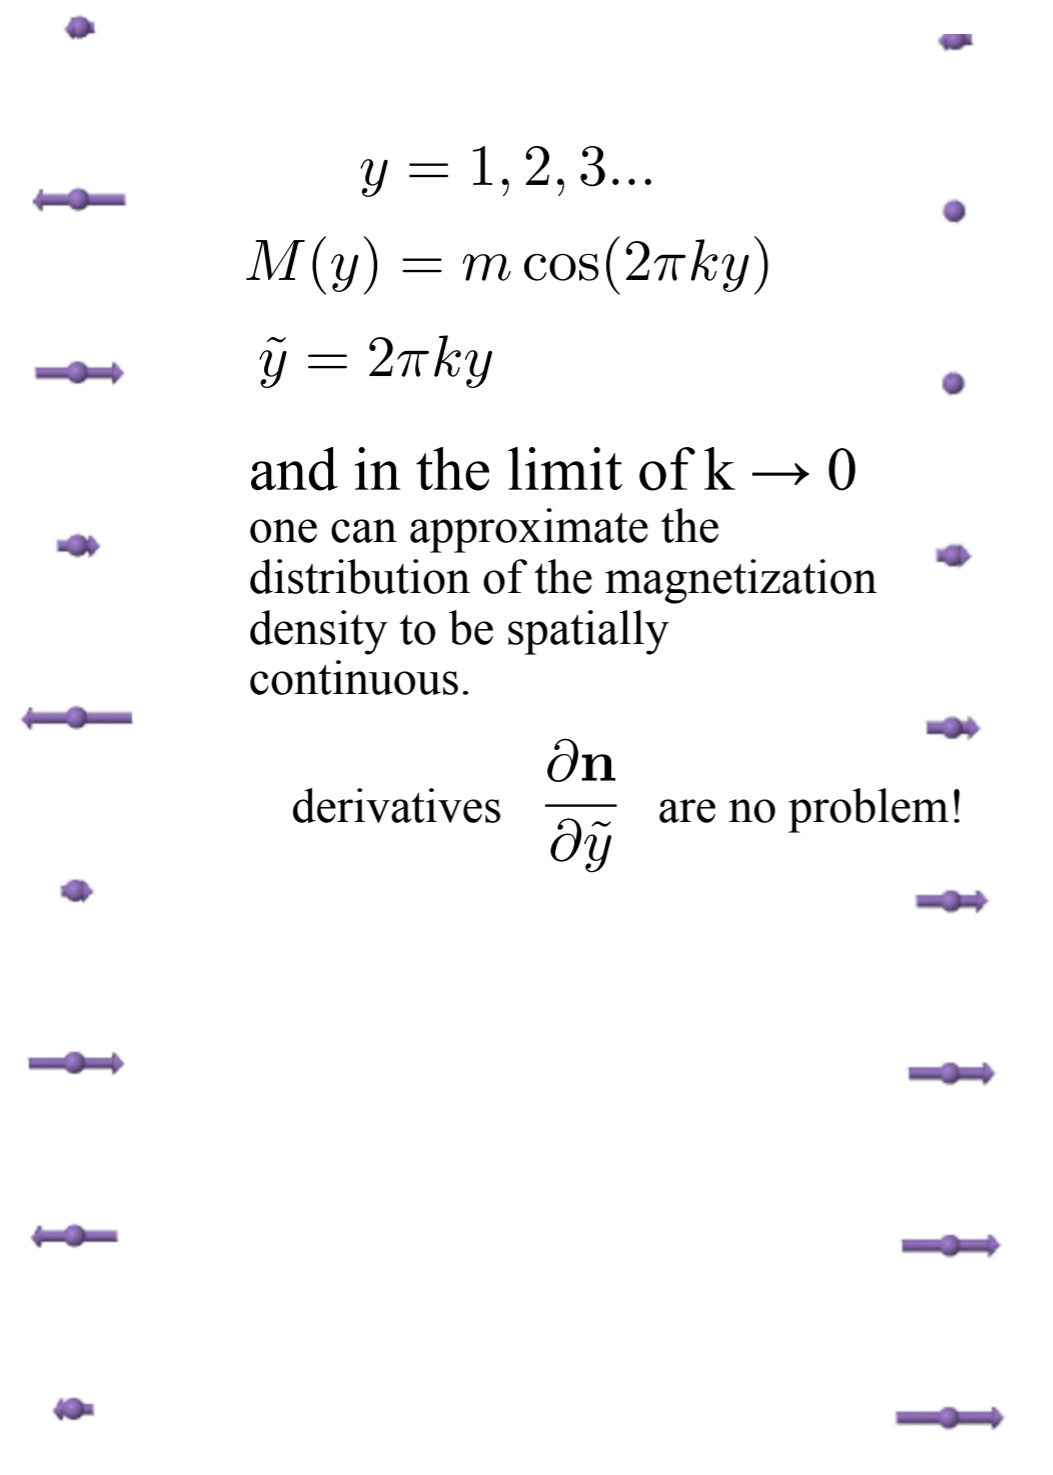 y = 1, 2, 3...
M(y) = m cos(2πky)
ỹ = 2πky
and in the limit of k → 0
one can approximate the
distribution of the magnetization
density to be spatially
continuous.
derivatives ∂n/∂ỹ are no problem!